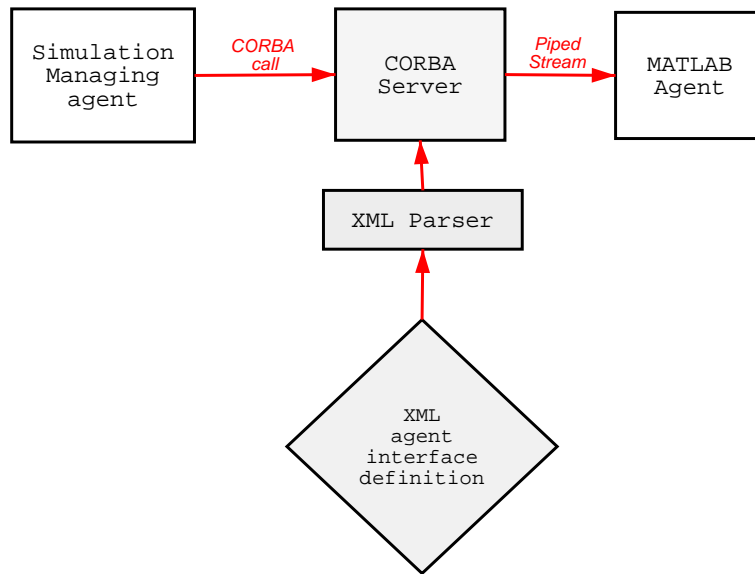 Simulation
Managing
agent
CORBA
call
CORBA
Server
Piped
Stream
MATLAB
Agent
XML Parser
XML
agent
interface
definition